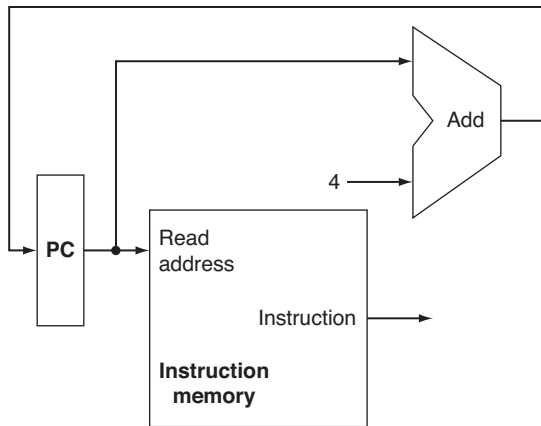 Add
4
PC
Read
address
Instruction
Instruction
memory